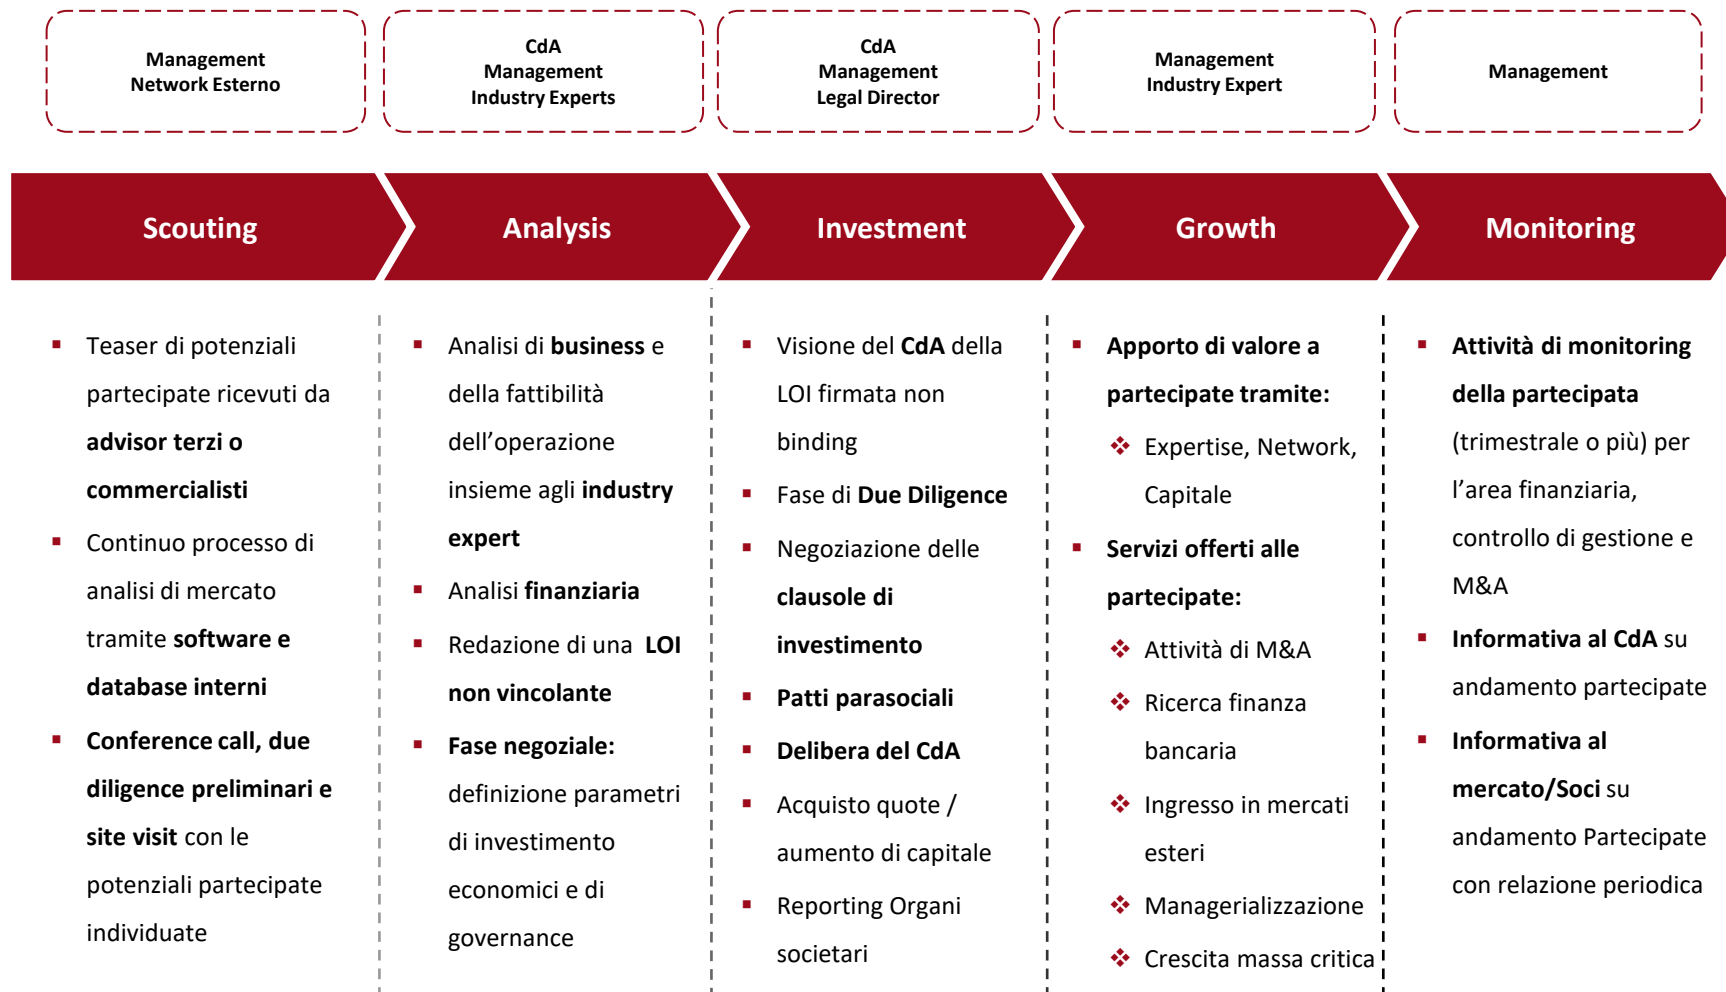 Management
Network Esterno
CdA
Management
Industry Experts
CdA
Management
Legal Director
Management
Industry Expert
Management
Scouting
Analysis
Investment
Growth
Monitoring
Teaser di potenziali
partecipate ricevuti da
advisor terzi o
commercialisti
Continuo processo di
analisi di mercato
tramite software e
database interni
Conference call, due
diligence preliminari e
site visit con le
potenziali partecipate
individuate
Analisi di business e
della fattibilità
dell’operazione
insieme agli industry
expert
Analisi finanziaria
Redazione di una LOI
non vincolante
Fase negoziale:
definizione parametri
di investimento
economici e di
governance
Visione del CdA della
LOI firmata non
binding
Fase di Due Diligence
Negoziazione delle
clausole di
investimento
Patti parasociali
Delibera del CdA
Acquisto quote /
aumento di capitale
Reporting Organi
societari
Apporto di valore a
partecipate tramite:
Expertise, Network,
Capitale
Servizi offerti alle
partecipate:
Attività di M&A
Ricerca finanza
bancaria
Ingresso in mercati
esteri
Managerializzazione
Crescita massa critica
Attività di monitoring
della partecipata
(trimestrale o più) per
l’area finanziaria,
controllo di gestione e
M&A
Informativa al CdA su
andamento partecipate
Informativa al
mercato/Soci su
andamento Partecipate
con relazione periodica